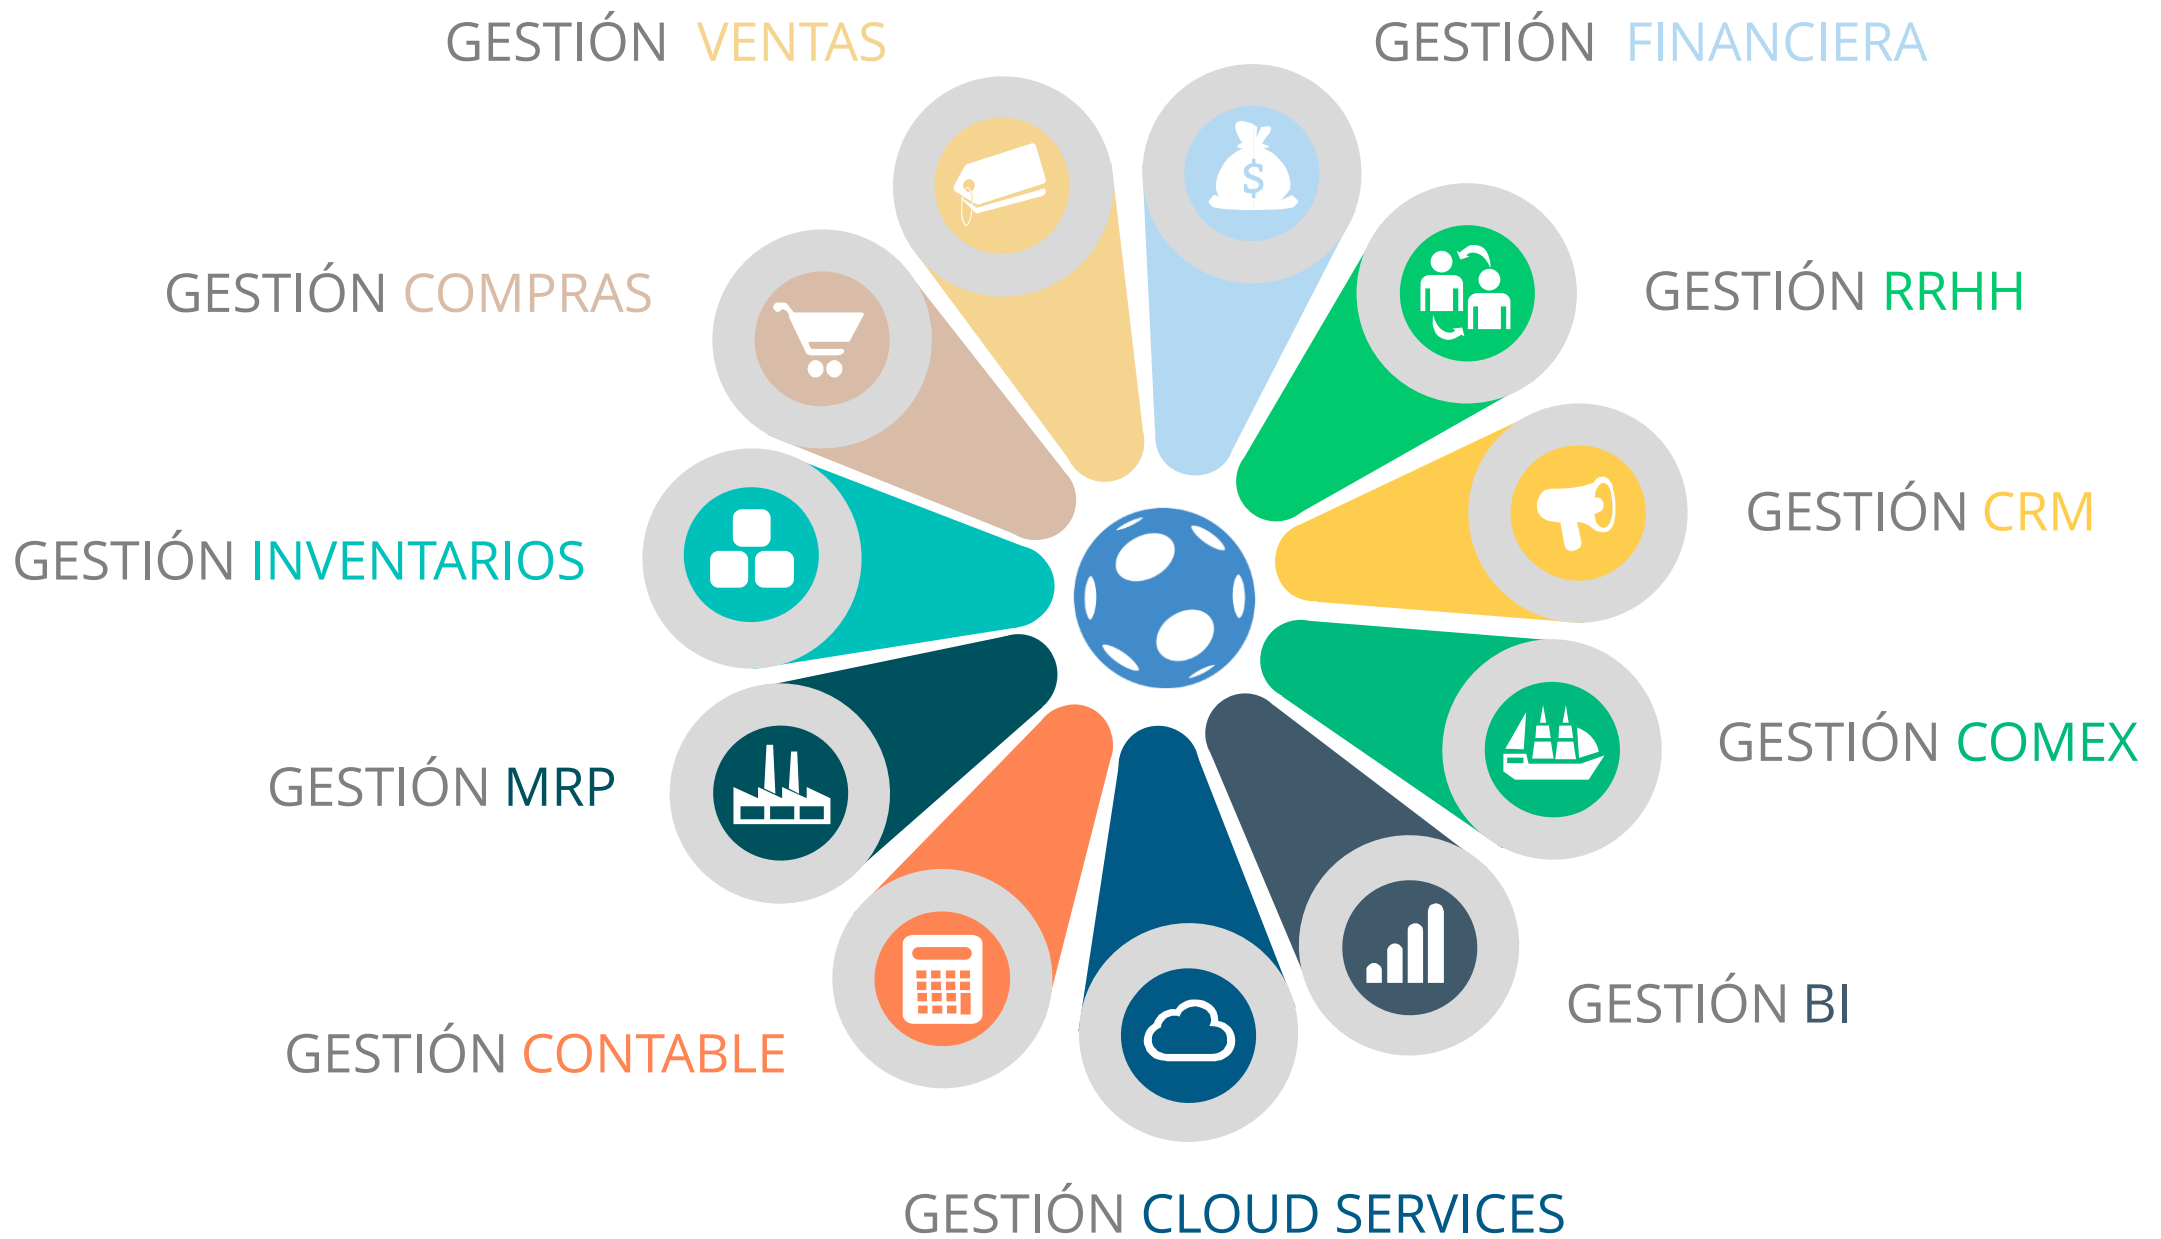 GESTIÓN VENTAS
GESTIÓN FINANCIERA
GESTIÓN COMPRAS
GESTIÓN RRHH
GESTIÓN CRM
GESTIÓN INVENTARIOS
GESTIÓN COMEX
GESTIÓN MRP
GESTIÓN BI
GESTIÓN CONTABLE
GESTIÓN CLOUD SERVICES
$